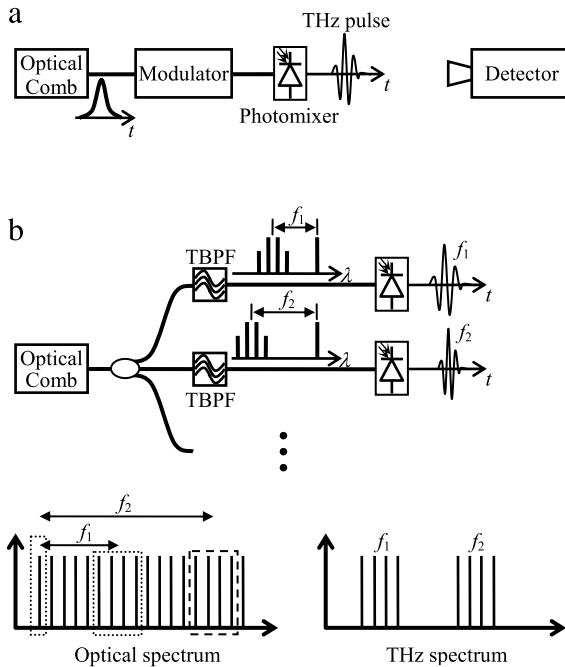 a
THz pulse
Optical
Comb
Modulator
Detector
t
t
Photomixer
b
f1
TBPF
λ
f1
t
f2
Optical
Comb
λ
f2
t
TBPF
f2
f1
f1
f2
Optical spectrum
THz spectrum